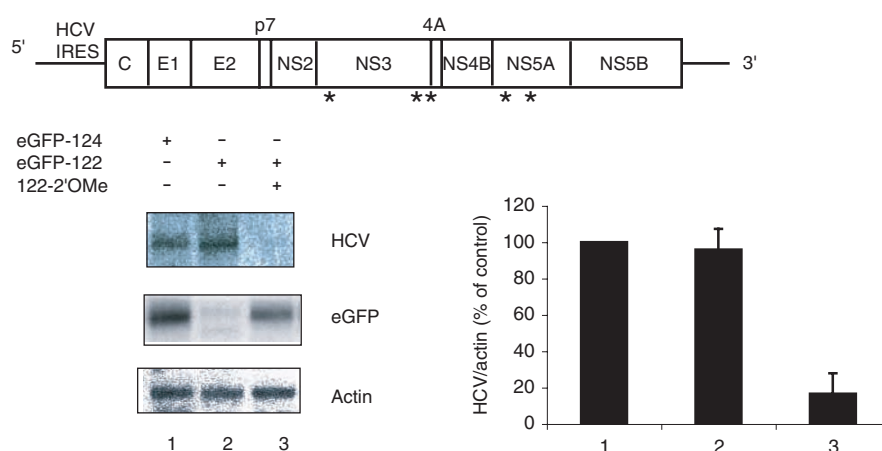 p7 4A
HCV
5' IRES 3'
C E1 E2 NS2 NS3 NS4B NS5A NS5B
* ** * *
eGFP-124 + – –
eGFP-122 – + +
122-2'OMe – – +
HCV
eGFP
Actin
1 2 3
HCV/actin (% of control)
120
100
80
60
40
20
0
1 2 3